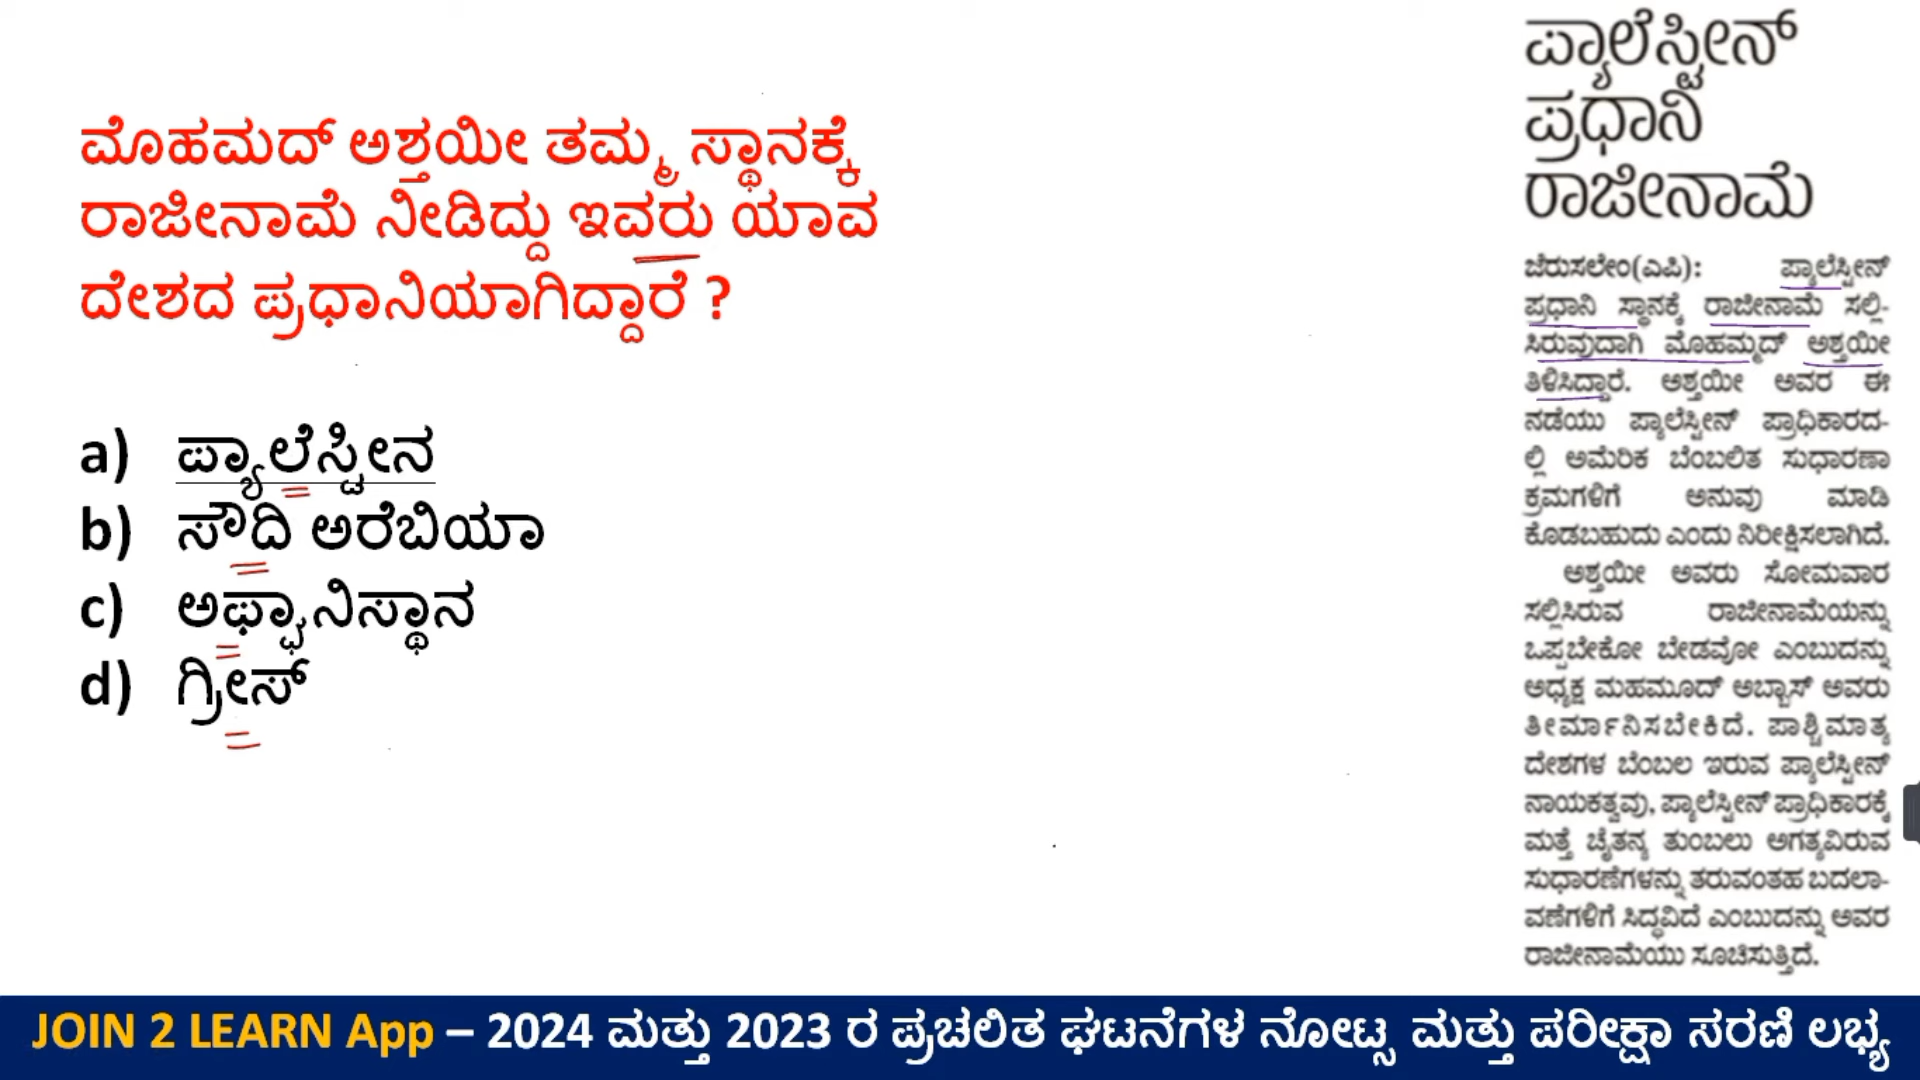 ಮೊಹಮದ್ ಅಶ್ತಯೀ ತಮ್ಮ ಸ್ಥಾನಕ್ಕೆ
ರಾಜೀನಾಮೆ ನೀಡಿದ್ದು ಇವರು ಯಾವ
ದೇಶದ ಪ್ರಧಾನಿಯಾಗಿದ್ದಾರೆ ?
a) ಪ್ಯಾಲೆಸ್ಟೀನ
b) ಸೌದಿ ಅರೆಬಿಯಾ
c) ಅಫ್ಘಾನಿಸ್ಥಾನ
d) ಗ್ರೀಸ್
ಪ್ಯಾಲೆಸ್ಟೀನ್
ಪ್ರಧಾನಿ
ರಾಜೀನಾಮೆ
ಜೆರುಸಲೇಂ(ಎಪಿ): ಪ್ಯಾಲೆಸ್ಟೀನ್
ಪ್ರಧಾನಿ ಸ್ಥಾನಕ್ಕೆ ರಾಜೀನಾಮೆ ಸಲ್ಲಿ-
ಸಿರುವುದಾಗಿ ಮೊಹಮ್ಮದ್ ಅಶ್ತಯೀ
ತಿಳಿಸಿದ್ದಾರೆ. ಅಶ್ತಯೀ ಅವರ ಈ
ನಡೆಯು ಪ್ಯಾಲೆಸ್ಟೀನ್ ಪ್ರಾಧಿಕಾರದ-
ಲ್ಲಿ ಅಮೆರಿಕ ಬೆಂಬಲಿತ ಸುಧಾರಣಾ
ಕ್ರಮಗಳಿಗೆ ಅನುವು ಮಾಡಿ
ಕೊಡಬಹುದು ಎಂದು ನಿರೀಕ್ಷಿಸಲಾಗಿದೆ.
ಅಶ್ತಯೀ ಅವರು ಸೋಮವಾರ
ಸಲ್ಲಿಸಿರುವ ರಾಜೀನಾಮೆಯನ್ನು
ಒಪ್ಪಬೇಕೋ ಬೇಡವೋ ಎಂಬುದನ್ನು
ಅಧ್ಯಕ್ಷ ಮಹಮೂದ್ ಅಬ್ಬಾಸ್ ಅವರು
ತೀರ್ಮಾನಿಸಬೇಕಿದೆ. ಪಾಶ್ಚಿಮಾತ್ಯ
ದೇಶಗಳ ಬೆಂಬಲ ಇರುವ ಪ್ಯಾಲೆಸ್ಟೀನ್
ನಾಯಕತ್ವವು, ಪ್ಯಾಲೆಸ್ಟೀನ್ ಪ್ರಾಧಿಕಾರಕ್ಕೆ
ಮತ್ತೆ ಚೈತನ್ಯ ತುಂಬಲು ಅಗತ್ಯವಿರುವ
ಸುಧಾರಣೆಗಳನ್ನು ತರುವಂತಹ ಬದಲಾ-
ವಣೆಗಳಿಗೆ ಸಿದ್ಧವಿದೆ ಎಂಬುದನ್ನು ಅವರ
ರಾಜೀನಾಮೆಯು ಸೂಚಿಸುತ್ತಿದೆ.
JOIN 2 LEARN App – 2024 ಮತ್ತು 2023 ರ ಪ್ರಚಲಿತ ಘಟನೆಗಳ ನೋಟ್ಸ ಮತ್ತು ಪರೀಕ್ಷಾ ಸರಣಿ ಲಭ್ಯ